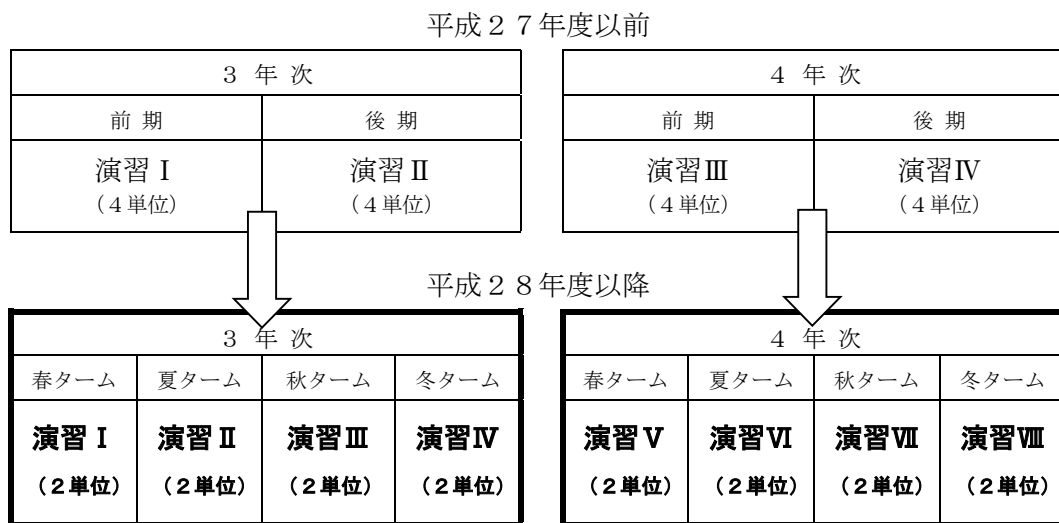 平成２７年度以前
３ 年 次
４ 年 次
前 期
後 期
前 期
後 期
演習Ⅰ
演習Ⅱ
演習Ⅲ
演習Ⅳ
（４単位）
（４単位）
（４単位）
（４単位）
平成２８年度以降
３ 年 次
４ 年 次
春ターム
夏ターム
秋ターム
冬ターム
春ターム
夏ターム
秋ターム
冬ターム
演習Ⅰ
演習Ⅱ
演習Ⅲ
演習Ⅳ
演習Ⅴ
演習Ⅵ
演習Ⅶ
演習Ⅷ
（２単位）
（２単位）
（２単位）
（２単位）
（２単位）
（２単位）
（２単位）
（２単位）